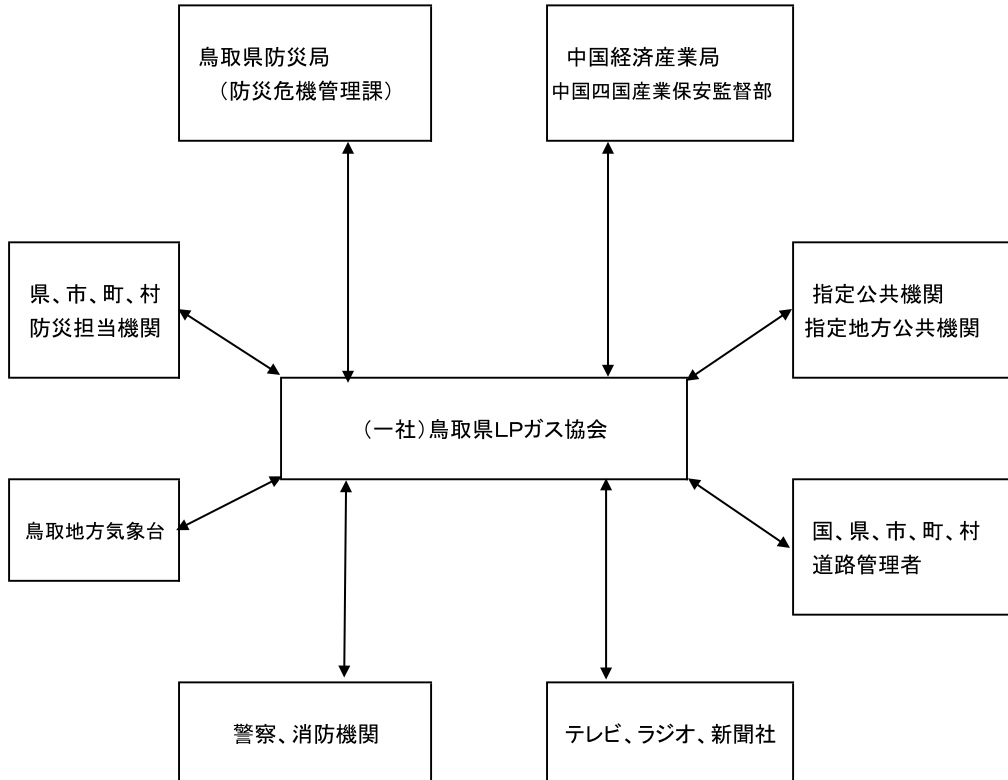 鳥取県防災局
（防災危機管理課）
中国経済産業局
中国四国産業保安監督部
県、市、町、村
防災担当機関
指定公共機関
指定地方公共機関
（一社）鳥取県LPガス協会
鳥取地方気象台
国、県、市、町、村
道路管理者
警察、消防機関
テレビ、ラジオ、新聞社